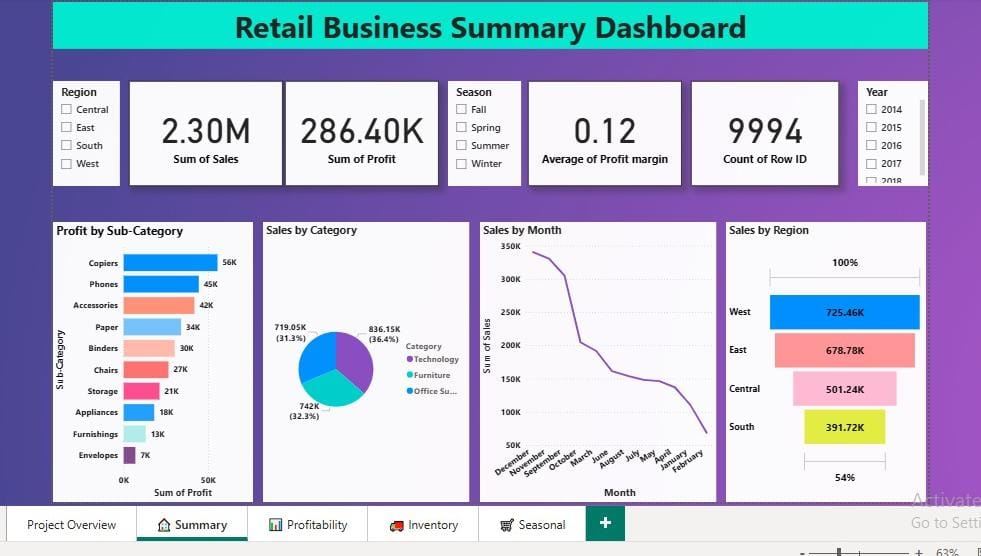 Retail Business Summary Dashboard
Region
Central
East
South
West
2.30M
Sum of Sales
286.40K
Sum of Profit
Season
Fall
Spring
Summer
Winter
0.12
Average of Profit margin
9994
Count of Row ID
Year
2014
2015
2016
2017
2018
Profit by Sub-Category
Sub-Category
Copiers 56K
Phones 45K
Accessories 42K
Paper 34K
Binders 30K
Chairs 27K
Storage 21K
Appliances 18K
Furnishings 13K
Envelopes 7K
0K 50K
Sum of Profit
Sales by Category
719.05K
(31.3%)
836.15K
(36.4%)
742K
(32.3%)
Category
Technology
Furniture
Office Su...
Sales by Month
Sum of Sales
350K
300K
250K
200K
150K
100K
50K
December
November
September
October
March
June
August
July
May
April
January
February
Month
Sales by Region
100%
West 725.46K
East 678.78K
Central 501.24K
South 391.72K
54%
Activate
Go to Setti
Project Overview
Summary
Profitability
Inventory
Seasonal
+
- + 63%